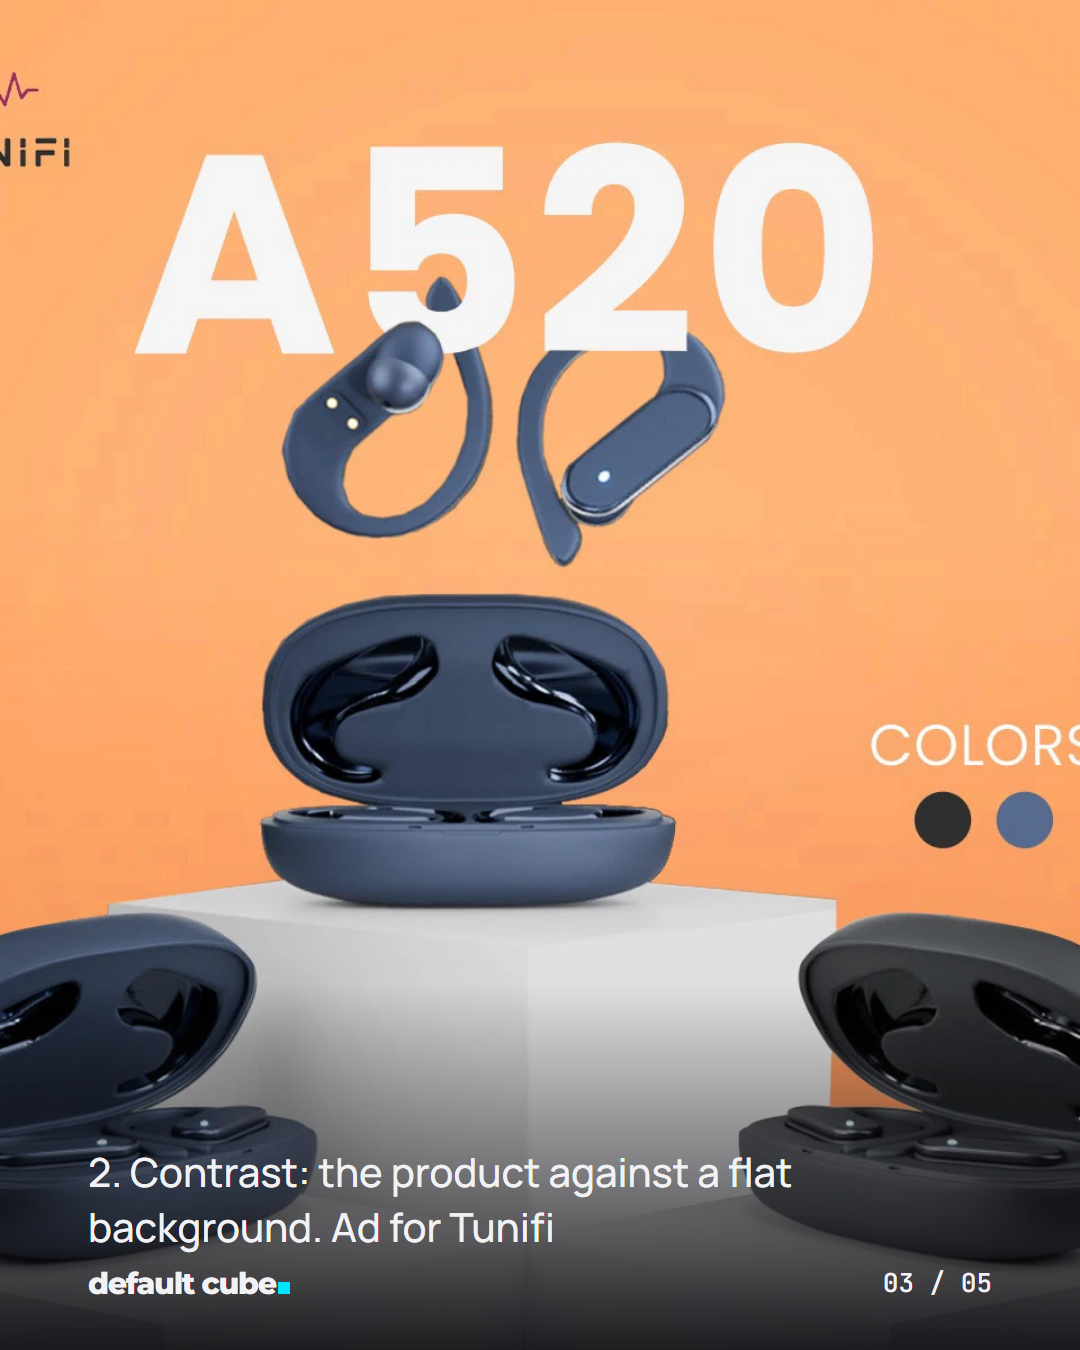 NiFi
A520
COLORS
2. Contrast: the product against a flat
background. Ad for Tunifi
default cube
03 / 05